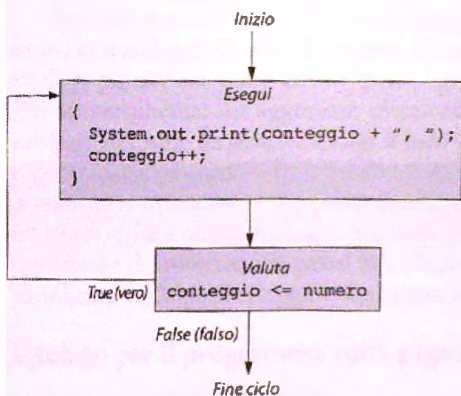 Inizio
Esegui
{
System.out.print(conteggio + “, “);
conteggio++;
}
Valuta
conteggio <= numero
True (vero)
False (falso)
Fine ciclo